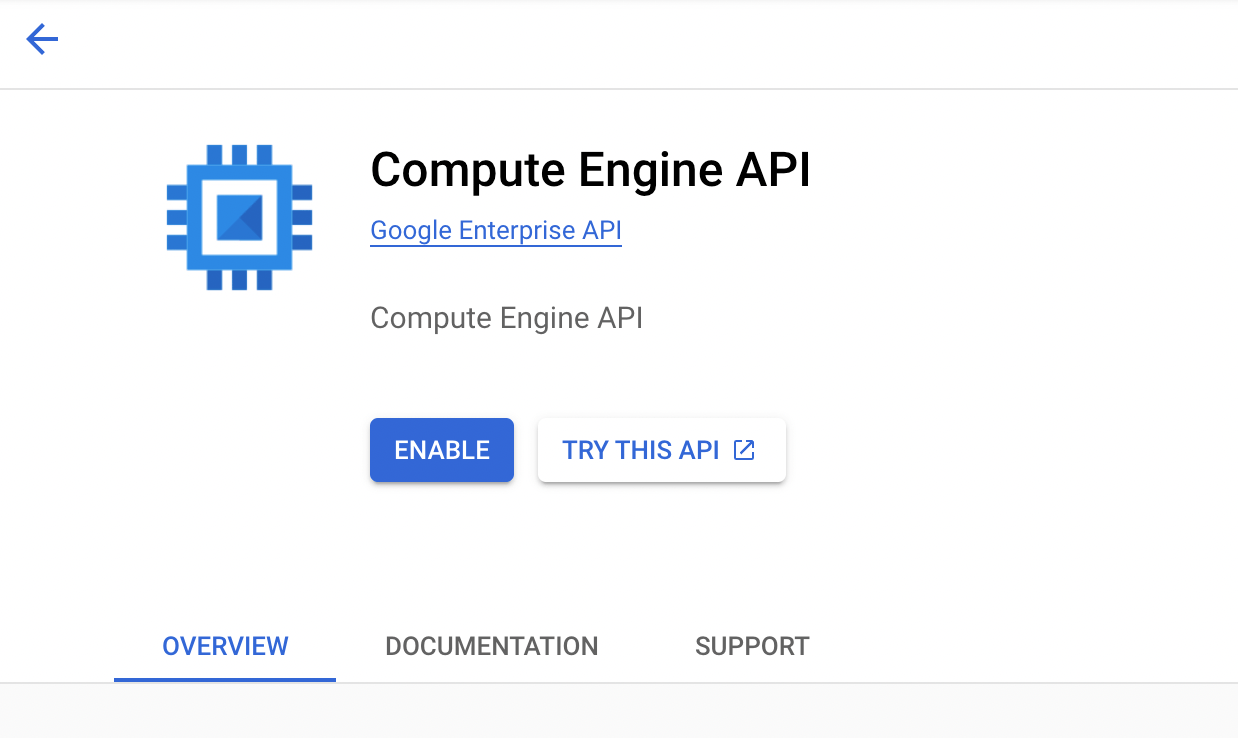 Compute Engine API
Google Enterprise API
Compute Engine API
ENABLE TRY THIS API
OVERVIEW DOCUMENTATION SUPPORT